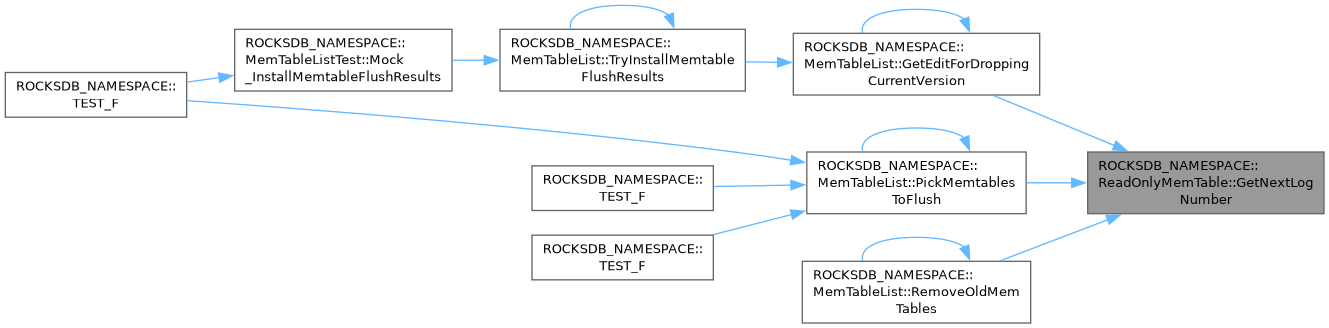 ROCKSDB_NAMESPACE::
TEST_F
ROCKSDB_NAMESPACE::
MemTableListTest::Mock
_InstallMemtableFlushResults
ROCKSDB_NAMESPACE::
MemTableList::TryInstallMemtable
FlushResults
ROCKSDB_NAMESPACE::
MemTableList::GetEditForDropping
CurrentVersion
ROCKSDB_NAMESPACE::
MemTableList::PickMemtables
ToFlush
ROCKSDB_NAMESPACE::
ReadOnlyMemTable::GetNextLog
Number
ROCKSDB_NAMESPACE::
TEST_F
ROCKSDB_NAMESPACE::
TEST_F
ROCKSDB_NAMESPACE::
MemTableList::RemoveOldMem
Tables